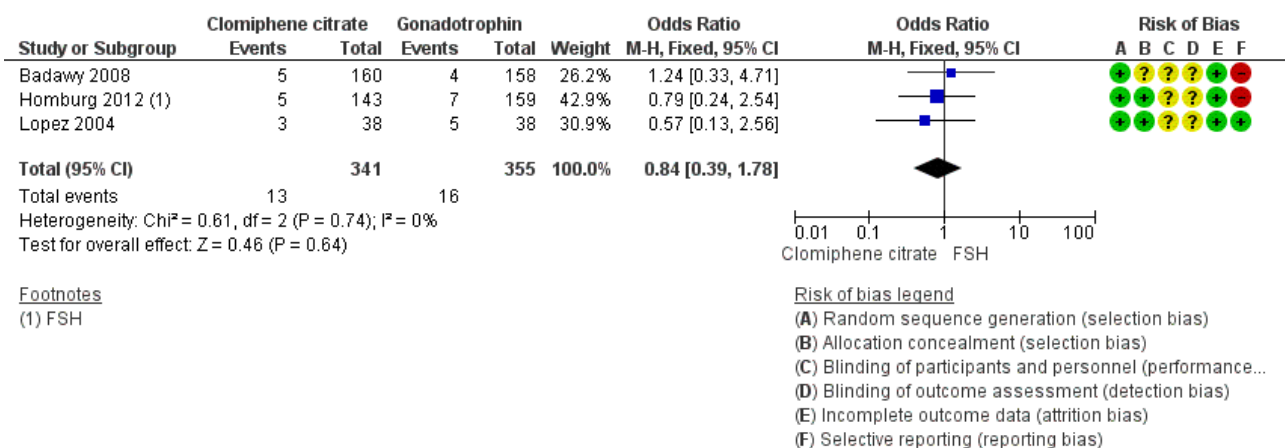 Clomiphene citrate Gonadotrophin Odds Ratio Odds Ratio Risk of Bias
Study or Subgroup Events Total Events Total Weight M-H, Fixed, 95% CI M-H, Fixed, 95% CI A B C D E F
Badawy 2008 5 160 4 158 26.2% 1.24 [0.33, 4.71] + ? ? ? + –
Homburg 2012 (1) 5 143 7 159 42.9% 0.79 [0.24, 2.54] + + ? ? + –
Lopez 2004 3 38 5 38 30.9% 0.57 [0.13, 2.56] + + ? ? + +
Total (95% CI) 341 355 100.0% 0.84 [0.39, 1.78]
Total events 13 16
Heterogeneity: Chi² = 0.61, df = 2 (P = 0.74); I² = 0%
Test for overall effect: Z = 0.46 (P = 0.64)
0.01 0.1 1 10 100
Clomiphene citrate FSH
Footnotes
(1) FSH
Risk of bias legend
(A) Random sequence generation (selection bias)
(B) Allocation concealment (selection bias)
(C) Blinding of participants and personnel (performance...
(D) Blinding of outcome assessment (detection bias)
(E) Incomplete outcome data (attrition bias)
(F) Selective reporting (reporting bias)